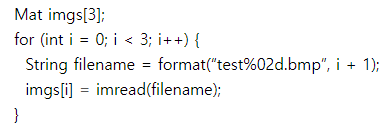 Mat imgs[3];
for (int i = 0; i < 3; i++) {
  String filename = format(“test%02d.bmp”, i + 1);
  imgs[i] = imread(filename);
}